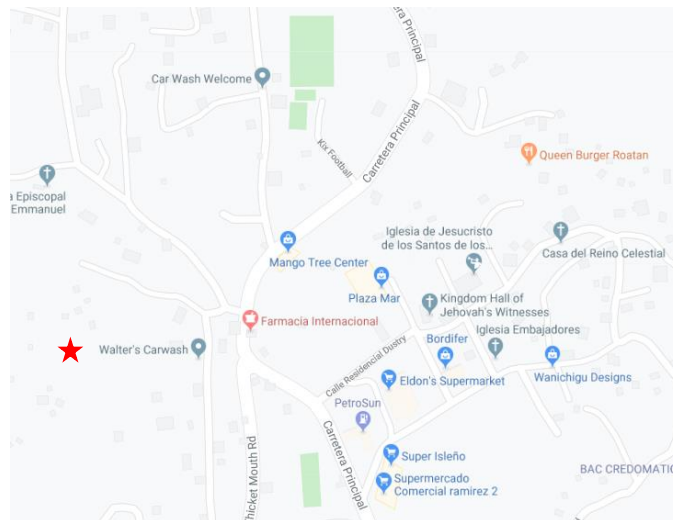 Carretera Principal
Car Wash Welcome
Kix Football
Carretera Principal
Queen Burger Roatan
a Episcopal
Emmanuel
Iglesia de Jesucristo
de los Santos de los...
Casa del Reino Celestial
Mango Tree Center
Plaza Mar
Kingdom Hall of
Jehovah's Witnesses
Farmacia Internacional
Iglesia Embajadores
Bordifer
Walter's Carwash
Calle Residencial Dustry
Eldon's Supermarket
Wanichigu Designs
PetroSun
Carretera Principal
Thicket Mouth Rd
Super Isleño
BAC CREDOMATIC
Supermercado
Comercial ramirez 2